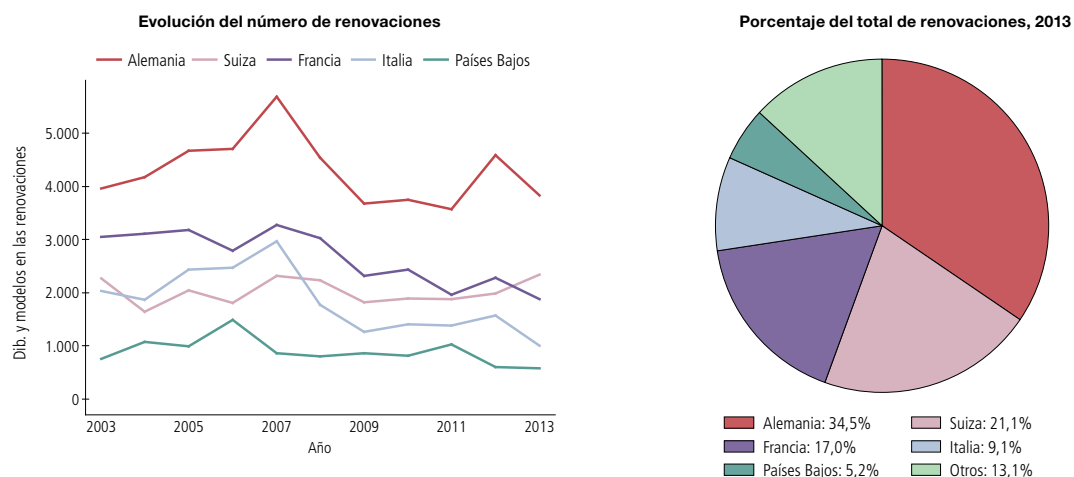 Evolución del número de renovaciones
Alemania Suiza Francia Italia Países Bajos
Dib. y modelos en las renovaciones
5.000
4.000
3.000
2.000
1.000
0
2003 2005 2007 2009 2011 2013
Año
Porcentaje del total de renovaciones, 2013
Alemania: 34,5% Suiza: 21,1%
Francia: 17,0% Italia: 9,1%
Países Bajos: 5,2% Otros: 13,1%